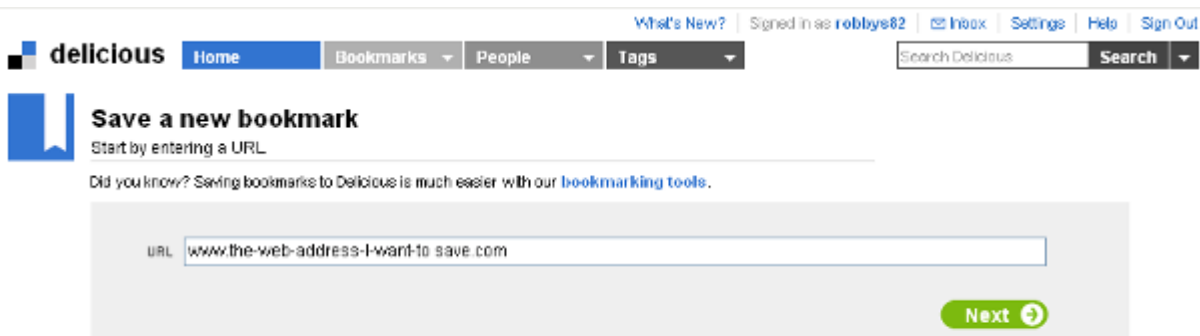 What's New? Signed in as robbys82 Inbox Settings Help Sign Out
delicious Home Bookmarks People Tags Search Delicious Search
Save a new bookmark
Start by entering a URL
Did you know? Saving bookmarks to Delicious is much easier with our bookmarking tools.
URL www.the-web-address-I-want-to save.com
Next